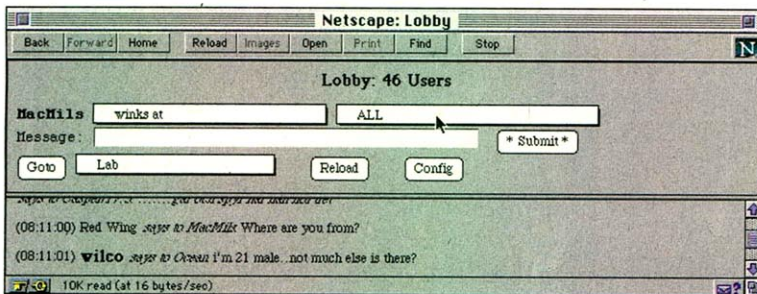 Netscape: Lobby
Back Forward Home Reload Images Open Print Find Stop
N
Lobby: 46 Users
MacMils winks at ALL
Message: * Submit *
Goto Lab Reload Config
says to
(08:11:00) Red Wing says to MacMils Where are you from?
(08:11:01) wilco says to Ocean i'm 21 male..not much else is there?
10K read (at 16 bytes/sec)
?